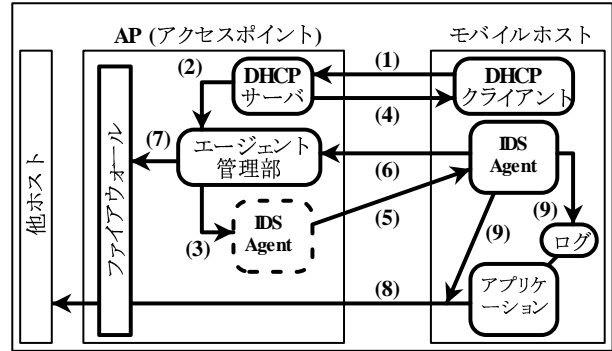 AP (アクセスポイント)
モバイルホスト
(1)
(2)
DHCP
サーバ
DHCP
クライアント
(4)
(7)
エージェント
管理部
IDS
Agent
(6)
(3)
IDS
Agent
(5)
(9)
(9)
ログ
他ホスト
ファイアウォール
(8)
アプリケ
ーション